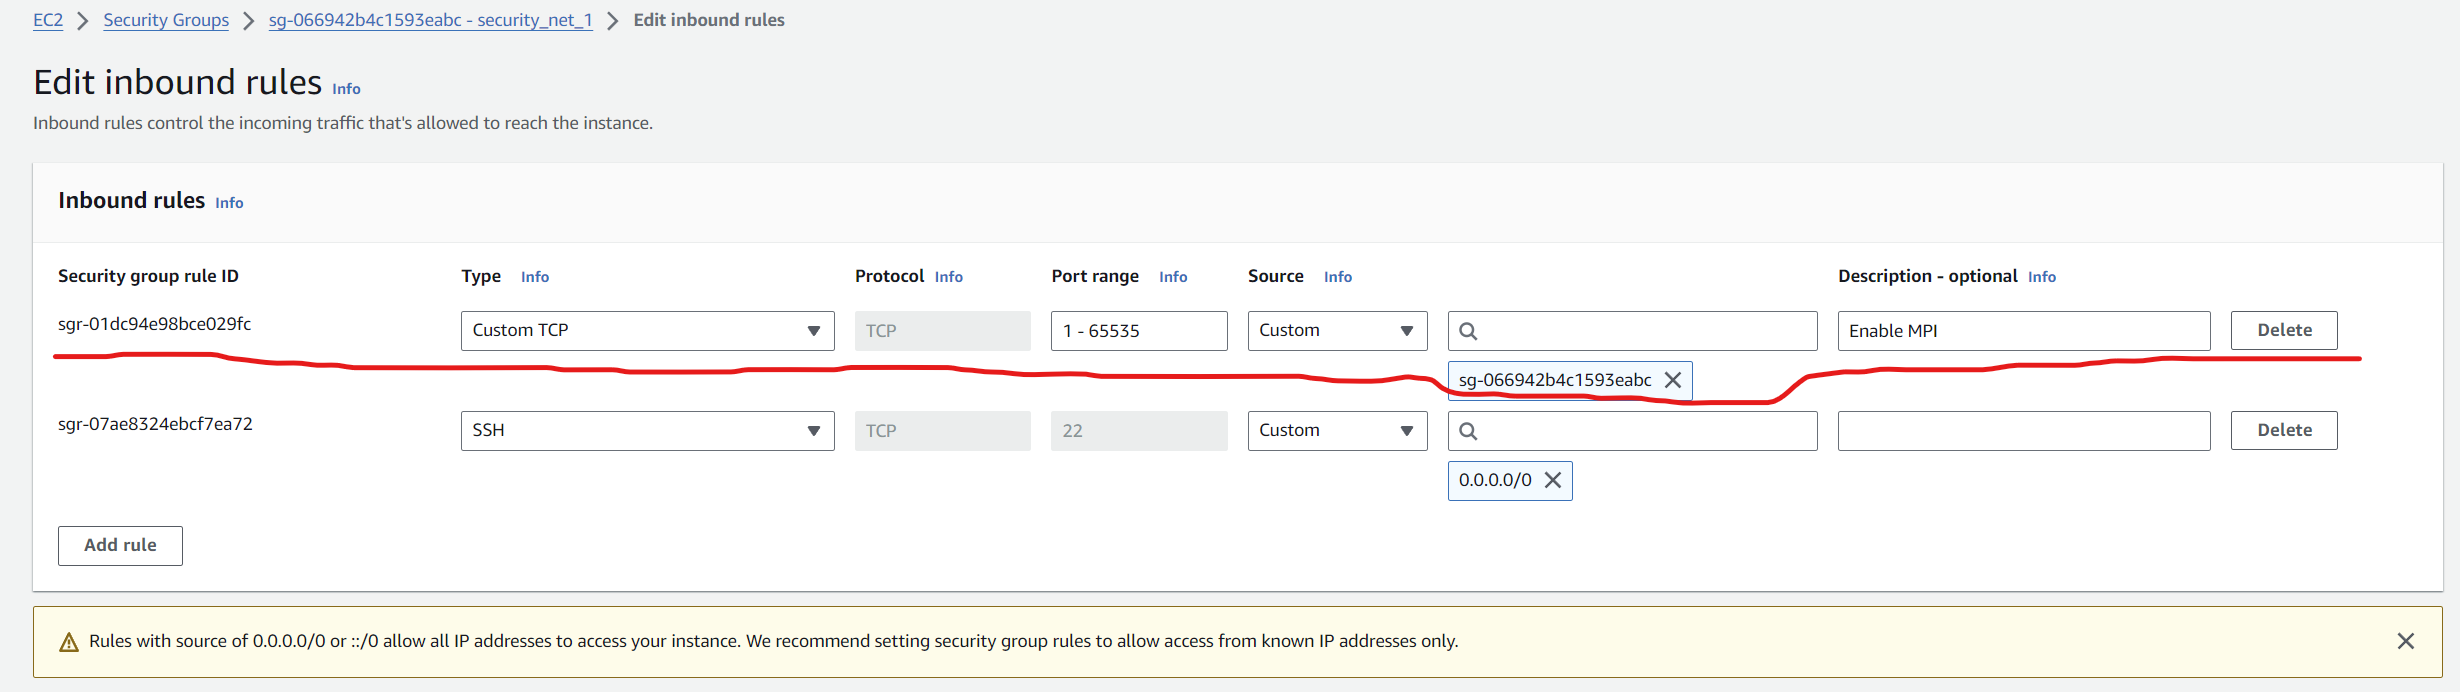 EC2 > Security Groups > sg-066942b4c1593eabc - security_net_1 > Edit inbound rules
Edit inbound rules Info
Inbound rules control the incoming traffic that's allowed to reach the instance.
Inbound rules Info
Security group rule ID Type Info Protocol Info Port range Info Source Info Description - optional Info
sgr-01dc94e98bce029fc Custom TCP TCP 1 - 65535 Custom Enable MPI Delete
sg-066942b4c1593eabc
sgr-07ae8324ebcf7ea72 SSH TCP 22 Custom Delete
0.0.0.0/0
Add rule
Rules with source of 0.0.0.0/0 or ::/0 allow all IP addresses to access your instance. We recommend setting security group rules to allow access from known IP addresses only.